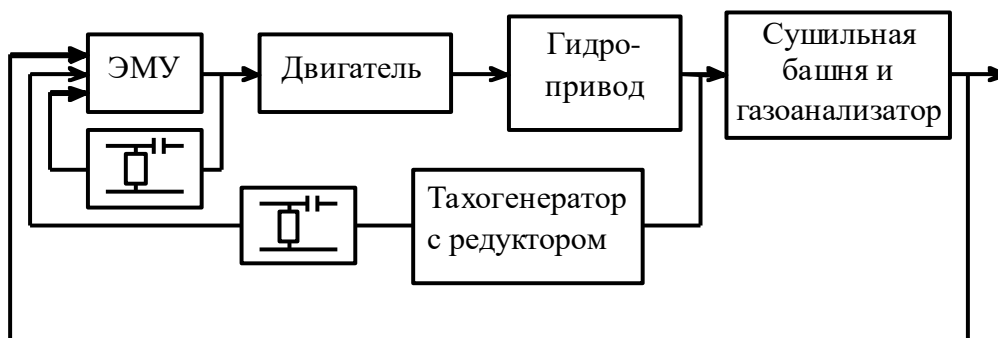 ЭМУ
Двигатель
Гидро-
привод
Сушильная
башня и
газоанализатор
Тахогенератор
с редуктором